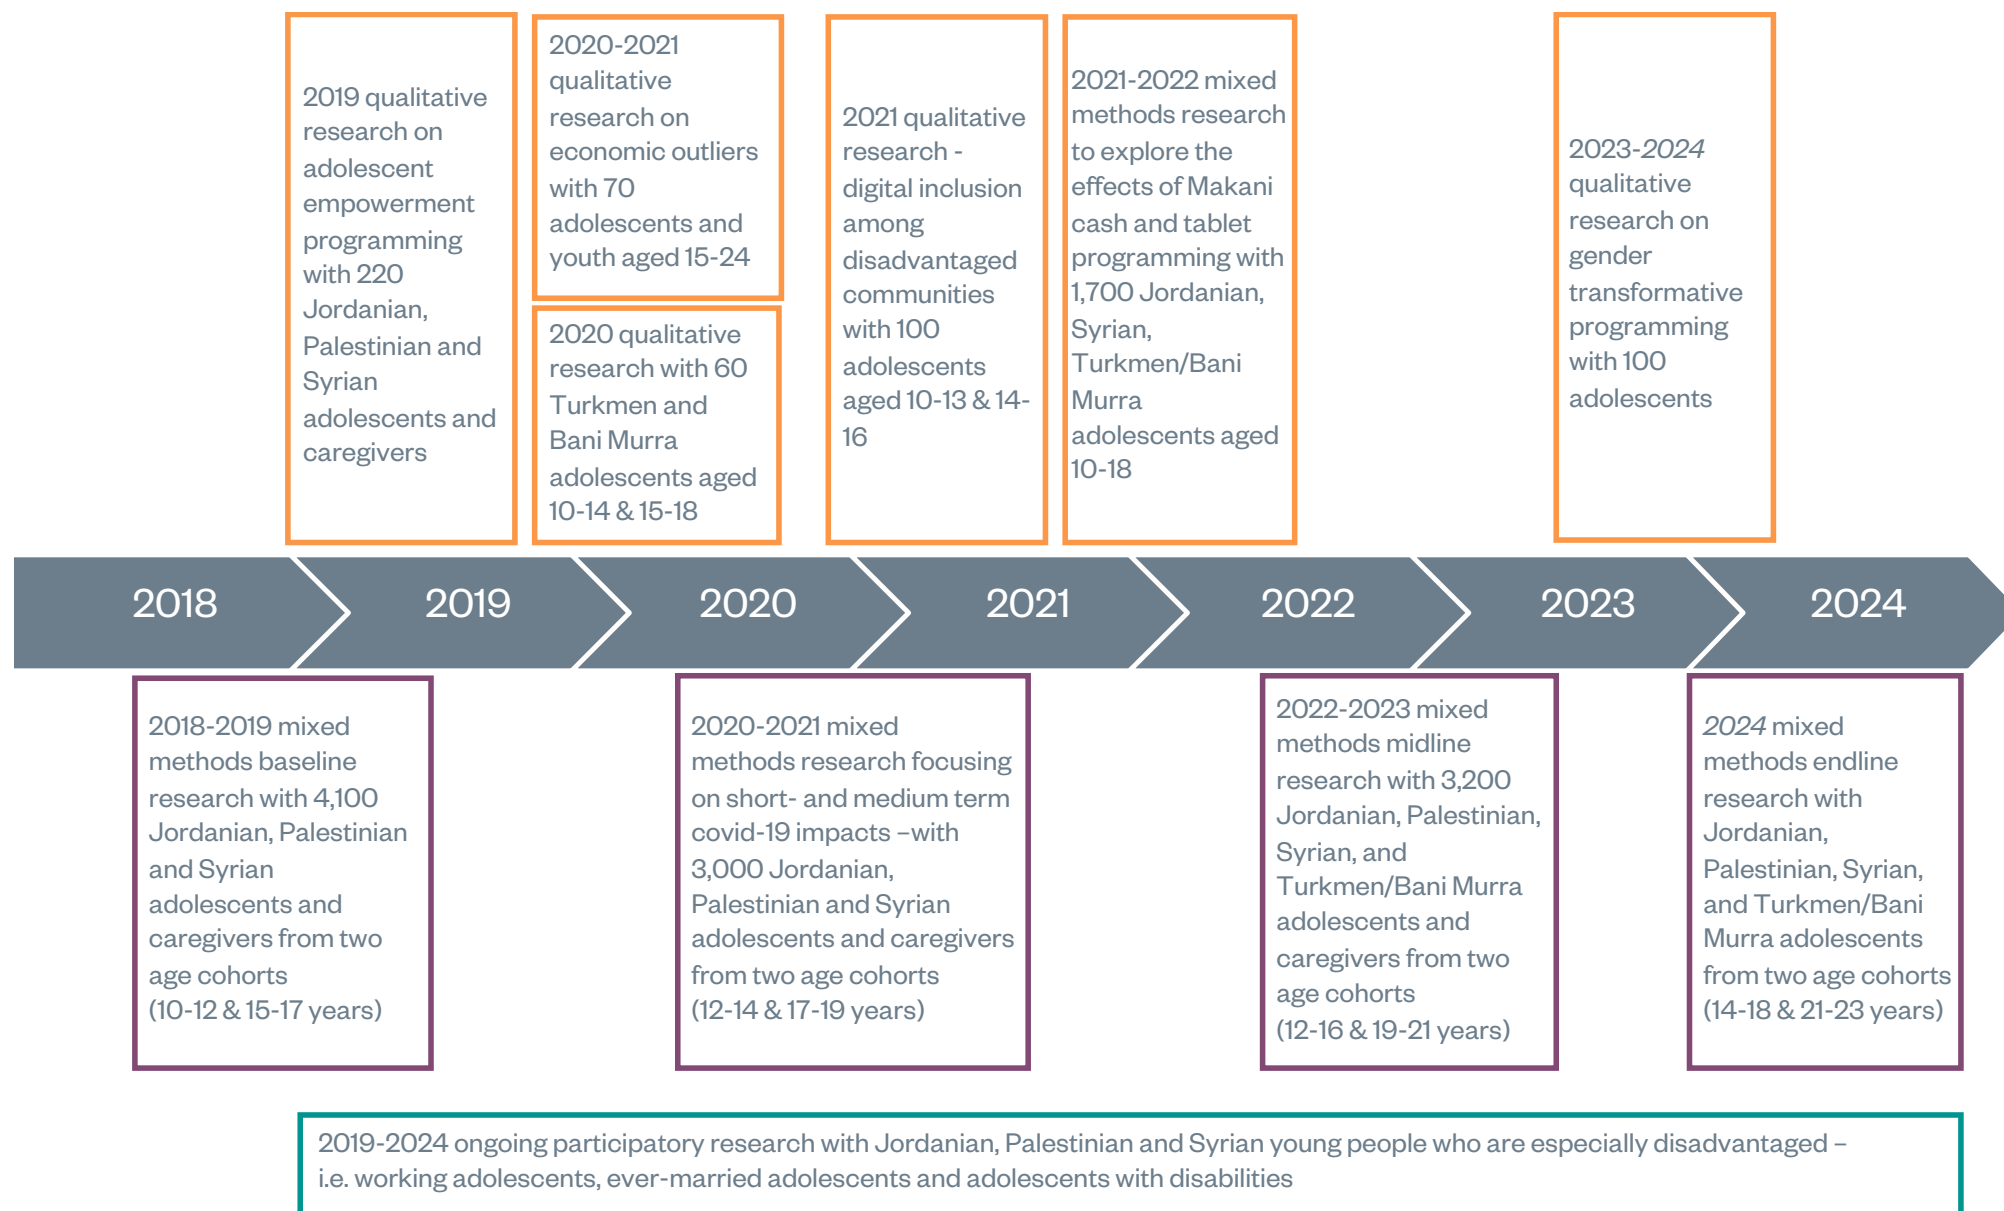 2019 qualitative
research on
adolescent
empowerment
programming
with 220
Jordanian,
Palestinian and
Syrian
adolescents and
caregivers
2020-2021
qualitative
research on
economic outliers
with 70
adolescents and
youth aged 15-24
2020 qualitative
research with 60
Turkmen and
Bani Murra
adolescents aged
10-14 & 15-18
2021 qualitative
research -
digital inclusion
among
disadvantaged
communities
with 100
adolescents
aged 10-13 & 14-
16
2021-2022 mixed
methods research
to explore the
effects of Makani
cash and tablet
programming with
1,700 Jordanian,
Syrian,
Turkmen/Bani
Murra
adolescents aged
10-18
2023-2024
qualitative
research on
gender
transformative
programming
with 100
adolescents
2018
2019
2020
2021
2022
2023
2024
2018-2019 mixed
methods baseline
research with 4,100
Jordanian, Palestinian
and Syrian
adolescents and
caregivers from two
age cohorts
(10-12 & 15-17 years)
2020-2021 mixed
methods research focusing
on short- and medium term
covid-19 impacts –with
3,000 Jordanian,
Palestinian and Syrian
adolescents and caregivers
from two age cohorts
(12-14 & 17-19 years)
2022-2023 mixed
methods midline
research with 3,200
Jordanian, Palestinian,
Syrian, and
Turkmen/Bani Murra
adolescents and
caregivers from two
age cohorts
(12-16 & 19-21 years)
2024 mixed
methods endline
research with
Jordanian,
Palestinian, Syrian,
and Turkmen/Bani
Murra adolescents
from two age cohorts
(14-18 & 21-23 years)
2019-2024 ongoing participatory research with Jordanian, Palestinian and Syrian young people who are especially disadvantaged –
i.e. working adolescents, ever-married adolescents and adolescents with disabilities